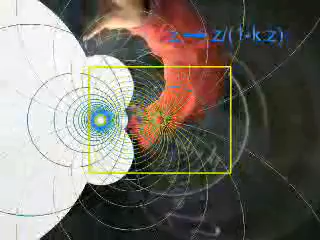 z → z/(1-k·z)